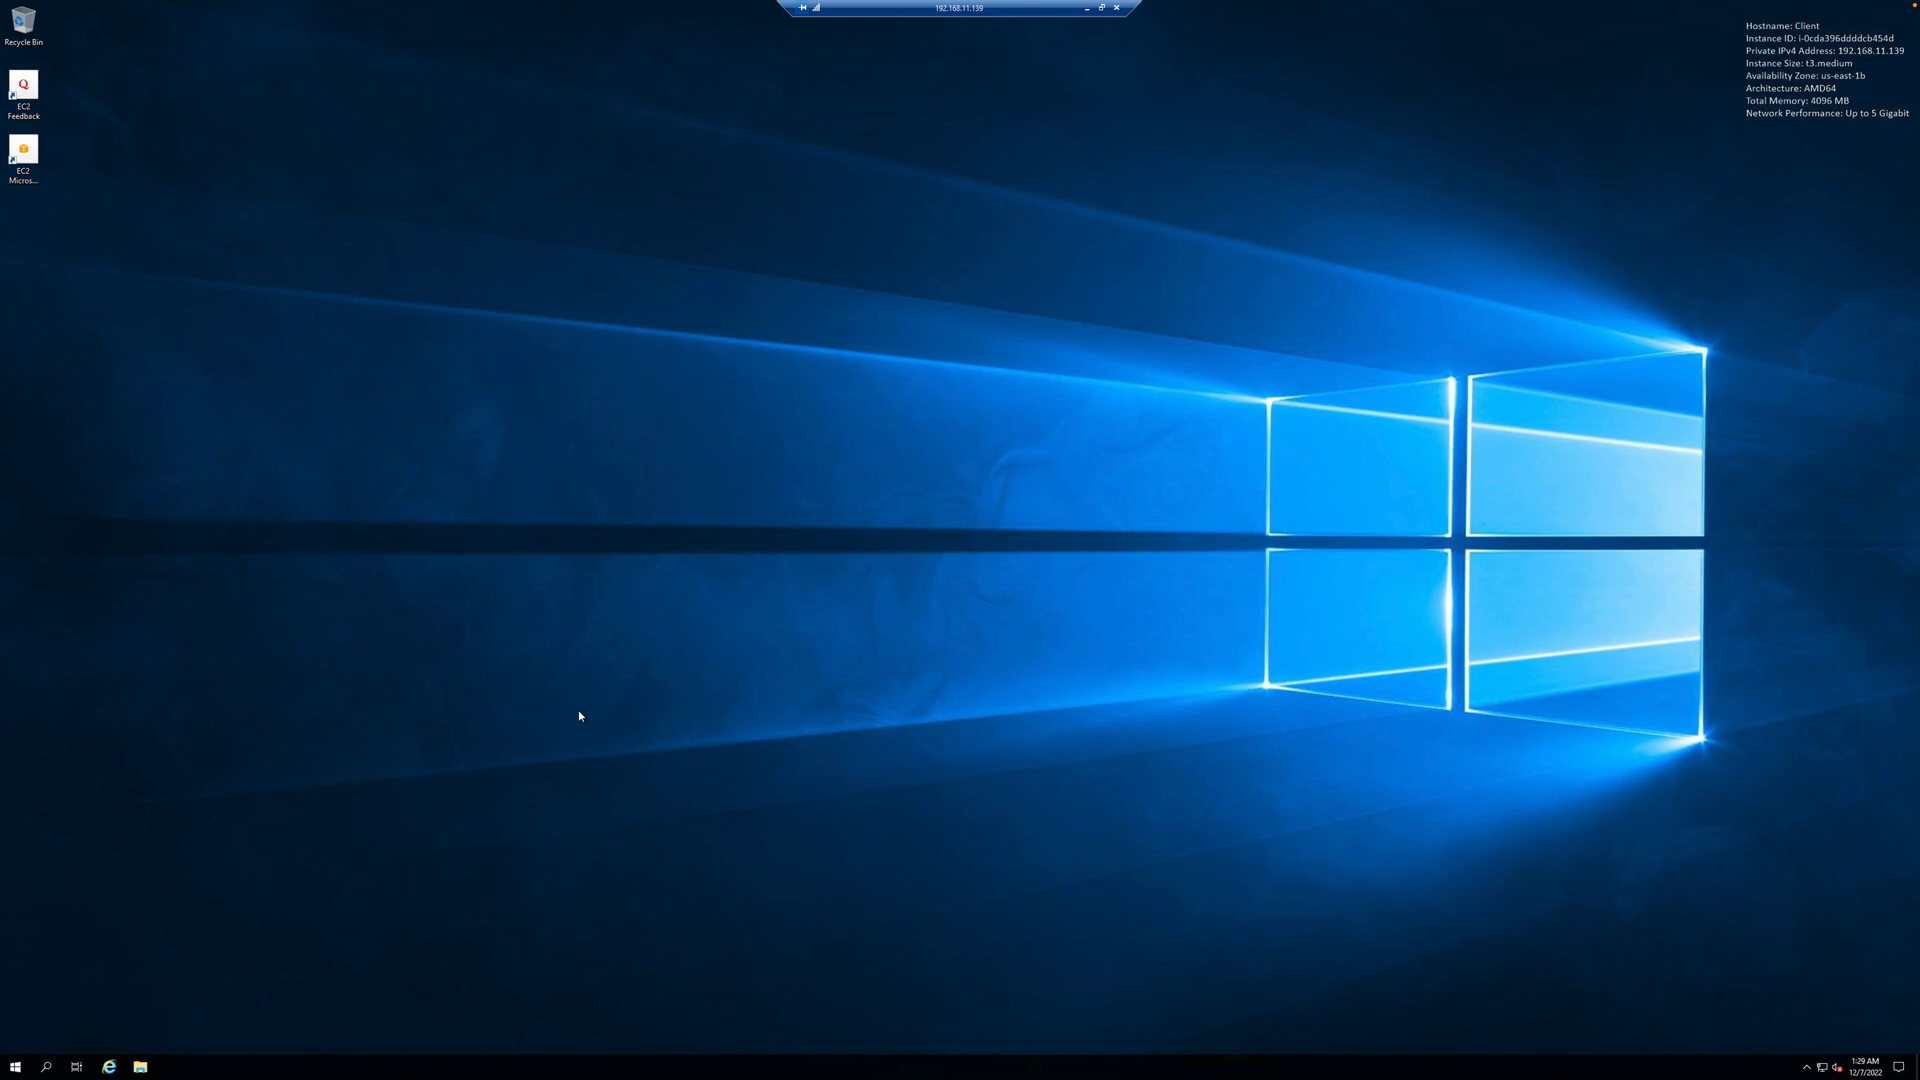 192.168.11.139
Hostname: Client
Instance ID: i-0cda396ddddcb454d
Private IPv4 Address: 192.168.11.139
Instance Size: t3.medium
Availability Zone: us-east-1b
Architecture: AMD64
Total Memory: 4096 MB
Network Performance: Up to 5 Gigabit
Recycle Bin
EC2
Feedback
EC2
Micros...
1:29 AM
12/7/2022